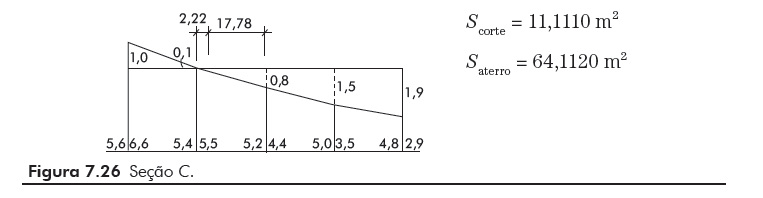 2,22 17,78
S corte = 11,1110 m²
1,0 0,1
S aterro = 64,1120 m²
0,8 1,5 1,9
5,6 6,6 5,4 5,5 5,2 4,4 5,0 3,5 4,8 2,9
Figura 7.26 Seção C.